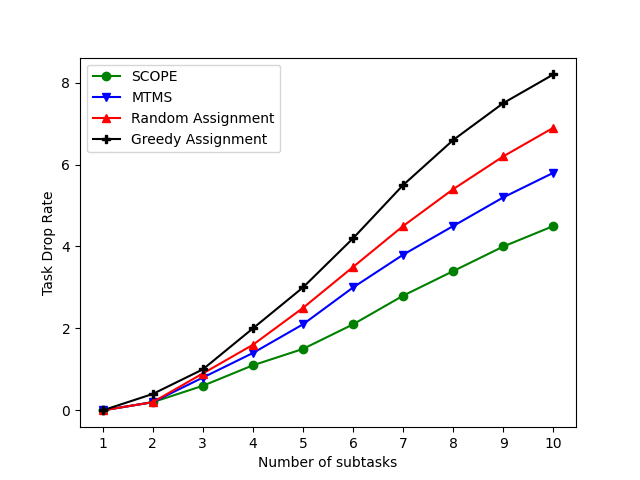 SCOPE
MTMS
Random Assignment
Greedy Assignment
Task Drop Rate
8
6
4
2
0
1 2 3 4 5 6 7 8 9 10
Number of subtasks